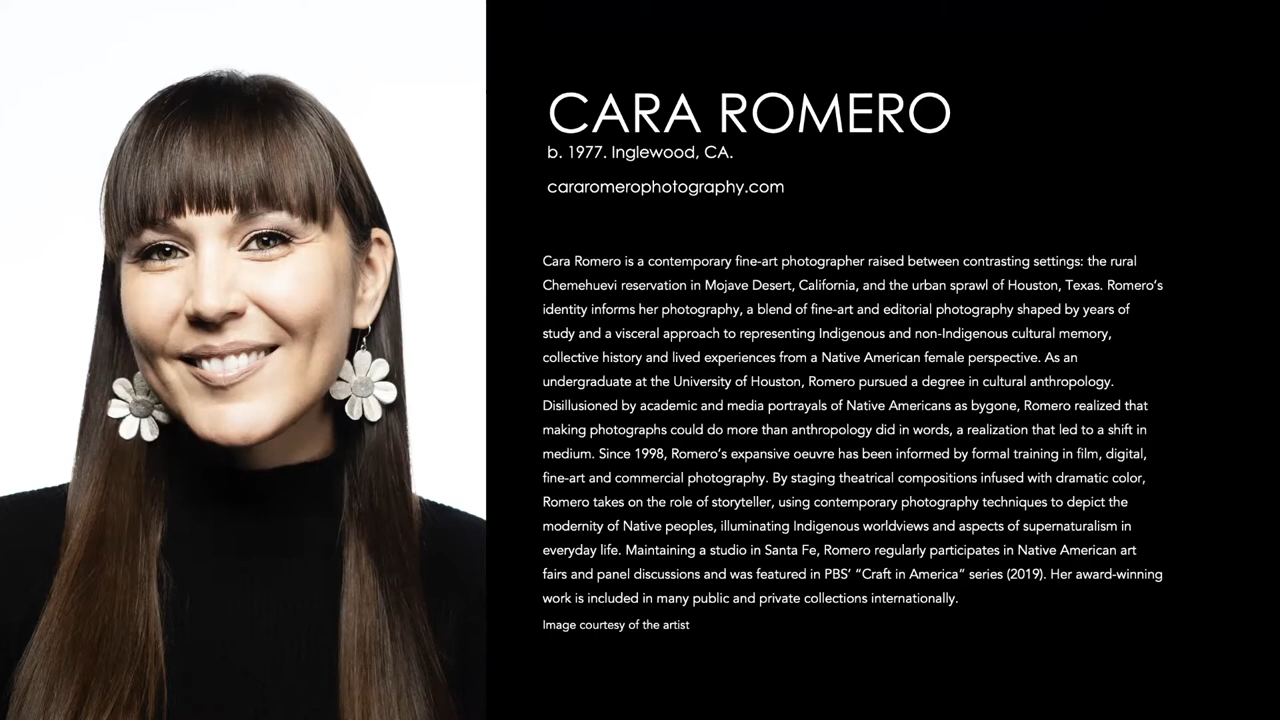 CARA ROMERO
b. 1977. Inglewood, CA.
cararomerophotography.com
Cara Romero is a contemporary fine-art photographer raised between contrasting settings: the rural
Chemehuevi reservation in Mojave Desert, California, and the urban sprawl of Houston, Texas. Romero’s
identity informs her photography, a blend of fine-art and editorial photography shaped by years of
study and a visceral approach to representing Indigenous and non-Indigenous cultural memory,
collective history and lived experiences from a Native American female perspective. As an
undergraduate at the University of Houston, Romero pursued a degree in cultural anthropology.
Disillusioned by academic and media portrayals of Native Americans as bygone, Romero realized that
making photographs could do more than anthropology did in words, a realization that led to a shift in
medium. Since 1998, Romero’s expansive oeuvre has been informed by formal training in film, digital,
fine-art and commercial photography. By staging theatrical compositions infused with dramatic color,
Romero takes on the role of storyteller, using contemporary photography techniques to depict the
modernity of Native peoples, illuminating Indigenous worldviews and aspects of supernaturalism in
everyday life. Maintaining a studio in Santa Fe, Romero regularly participates in Native American art
fairs and panel discussions and was featured in PBS’ “Craft in America” series (2019). Her award-winning
work is included in many public and private collections internationally.
Image courtesy of the artist